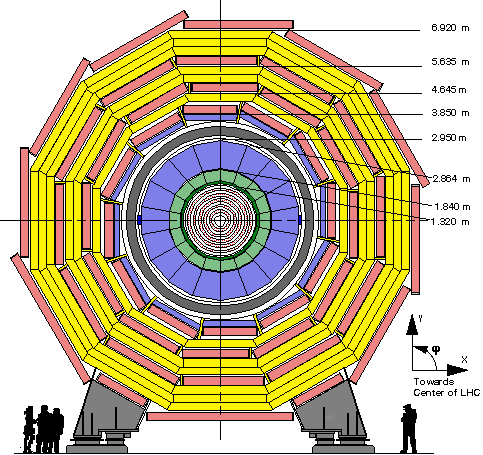 6.920 m
5.635 m
4.645 m
3.850 m
2.950 m
2.864 m
1.840 m
1.320 m
Y
φ
X
Towards
Center of LHC